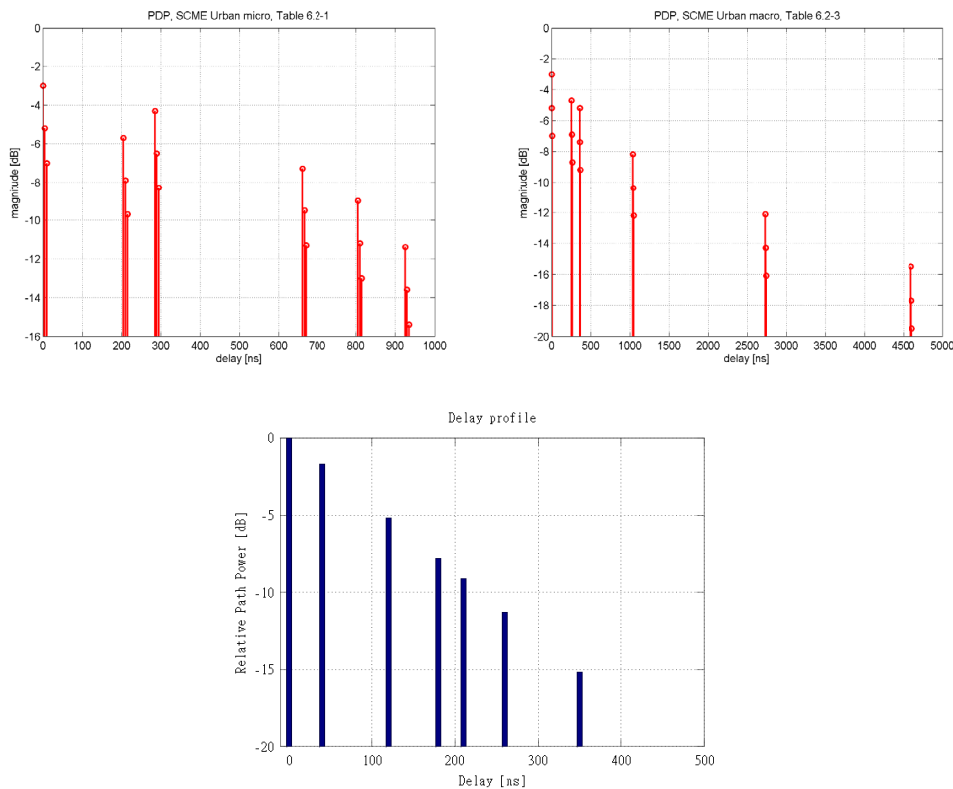 PDP, SCME Urban micro, Table 6.2-1
0
-2
-4
-6
-8
-10
-12
-14
-16
magnitude [dB]
0 100 200 300 400 500 600 700 800 900 1000
delay [ns]
PDP, SCME Urban macro, Table 6.2-3
0
-2
-4
-6
-8
-10
-12
-14
-16
-18
-20
magnitude [dB]
0 500 1000 1500 2000 2500 3000 3500 4000 4500 5000
delay [ns]
Delay profile
0
-5
-10
-15
-20
Relative Path Power [dB]
0 100 200 300 400 500
Delay [ns]